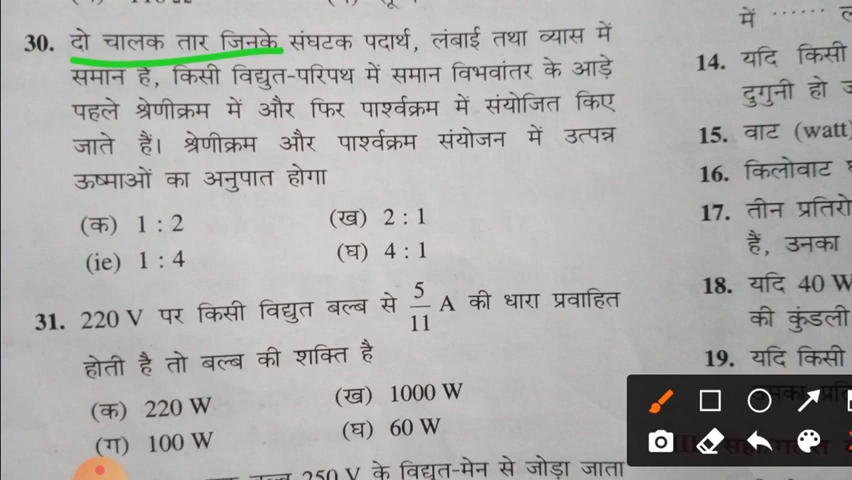 30. दो चालक तार जिनके संघटक पदार्थ, लंबाई तथा व्यास में
समान हैं, किसी विद्युत-परिपथ में समान विभवांतर के आड़े
पहले श्रेणीक्रम में और फिर पार्श्वक्रम में संयोजित किए
जाते हैं। श्रेणीक्रम और पार्श्वक्रम संयोजन में उत्पन्न
ऊष्माओं का अनुपात होगा
(क) 1 : 2 (ख) 2 : 1
(ie) 1 : 4 (घ) 4 : 1
31. 220 V पर किसी विद्युत बल्ब से 5/11 A की धारा प्रवाहित
होती है तो बल्ब की शक्ति है
(क) 220 W (ख) 1000 W
(ग) 100 W (घ) 60 W
बल्ब 250 V के विद्युत-मेन से जोड़ा जाता
में ......
14. यदि किसी
दुगुनी हो
15. वाट (watt)
16. किलोवाट
17. तीन प्रतिरो
हैं, उनका
18. यदि 40 W
की कुंडली
19. यदि किसी